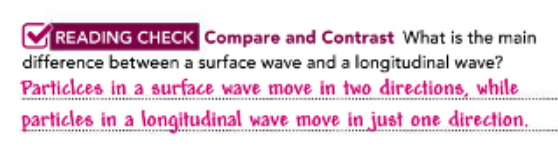 READING CHECK Compare and Contrast What is the main
difference between a surface wave and a longitudinal wave?
Particlces in a surface wave move in two directions, while
particles in a longitudinal wave move in just one direction.